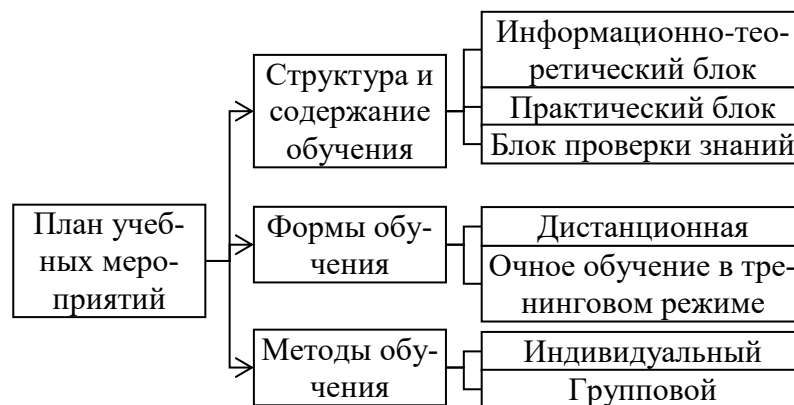 План учеб-
ных меро-
приятий
Структура и
содержание
обучения
Информационно-тео-
ретический блок
Практический блок
Блок проверки знаний
Формы обу-
чения
Дистанционная
Очное обучение в тре-
нинговом режиме
Методы обу-
чения
Индивидуальный
Групповой